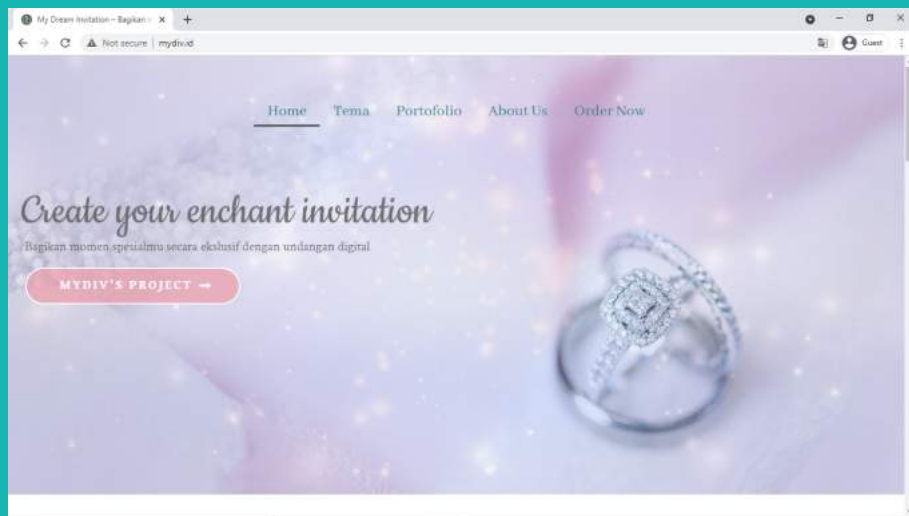 My Dream Invitation – Bagikan
Not secure | mydiv.id
Guest
Home Tema Portofolio About Us Order Now
Create your enchant invitation
Bagikan momen spesialmu secara ekslusif dengan undangan digital
MYDIV'S PROJECT →